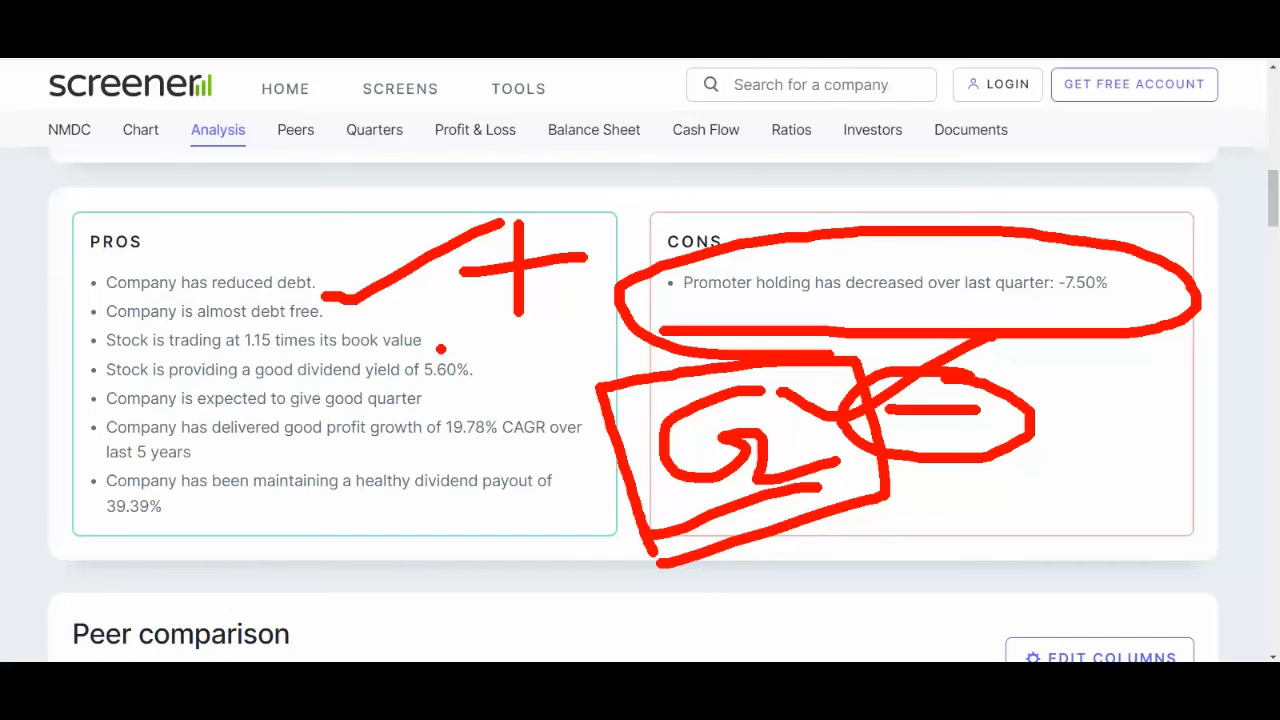 screener
HOME SCREENS TOOLS
Search for a company
LOGIN
GET FREE ACCOUNT
NMDC Chart Analysis Peers Quarters Profit & Loss Balance Sheet Cash Flow Ratios Investors Documents
PROS
Company has reduced debt.
Company is almost debt free.
Stock is trading at 1.15 times its book value
Stock is providing a good dividend yield of 5.60%.
Company is expected to give good quarter
Company has delivered good profit growth of 19.78% CAGR over
last 5 years
Company has been maintaining a healthy dividend payout of
39.39%
CONS
Promoter holding has decreased over last quarter: -7.50%
Peer comparison
EDIT COLUMNS